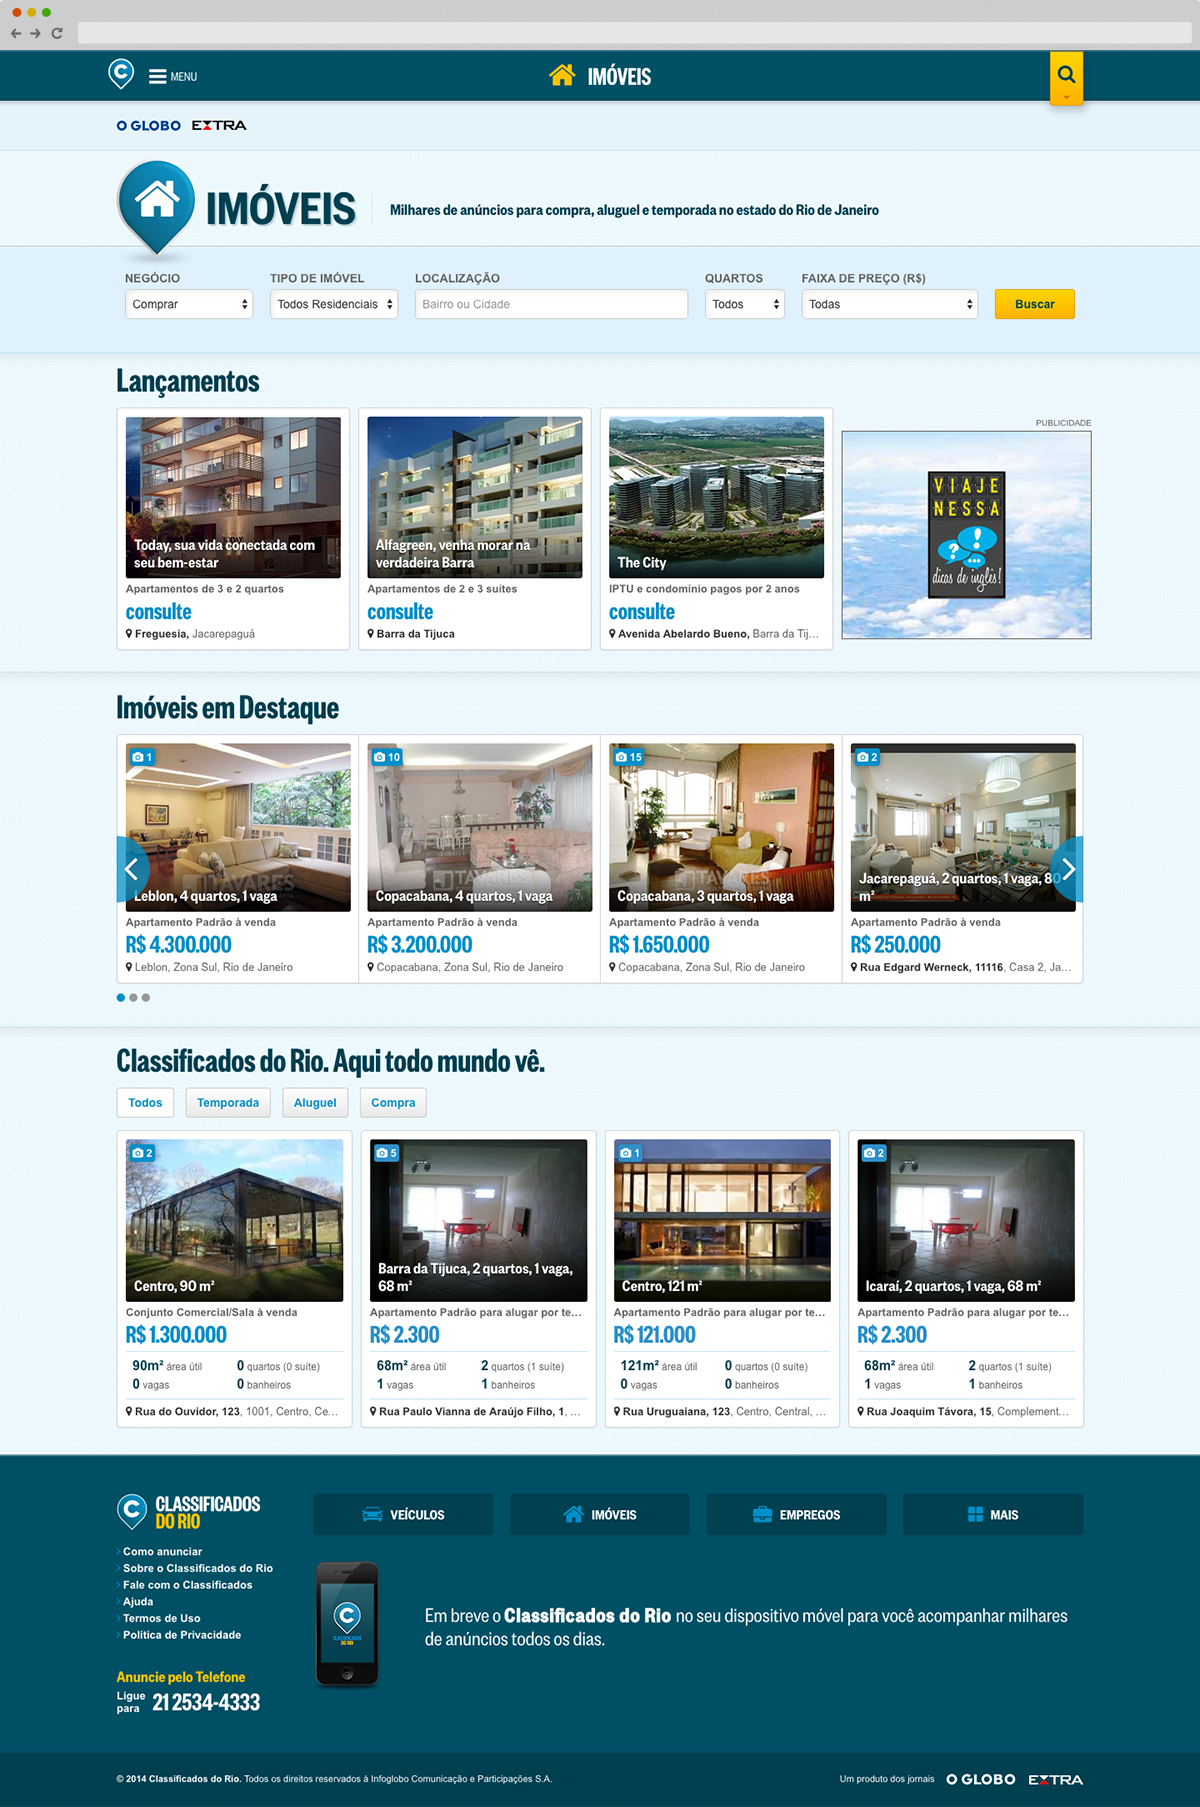 MENU
IMÓVEIS
O GLOBO EXTRA
IMÓVEIS
Milhares de anúncios para compra, aluguel e temporada no estado do Rio de Janeiro
NEGÓCIO TIPO DE IMÓVEL LOCALIZAÇÃO QUARTOS FAIXA DE PREÇO (R$)
Comprar Todos Residenciais Bairro ou Cidade Todos Todas Buscar
Lançamentos
PUBLICIDADE
Today, sua vida conectada com
seu bem-estar
Apartamentos de 3 e 2 quartos
consulte
Freguesia, Jacarepaguá
Alfagreen, venha morar na
verdadeira Barra
Apartamentos de 2 e 3 suítes
consulte
Barra da Tijuca
The City
IPTU e condomínio pagos por 2 anos
consulte
Avenida Abelardo Bueno, Barra da Tij...
VIAJE
NESSA
dicas de inglês!
Imóveis em Destaque
1
TAVARES
Leblon, 4 quartos, 1 vaga
Apartamento Padrão à venda
R$ 4.300.000
Leblon, Zona Sul, Rio de Janeiro
10
TAVARES
Copacabana, 4 quartos, 1 vaga
Apartamento Padrão à venda
R$ 3.200.000
Copacabana, Zona Sul, Rio de Janeiro
15
TAVARES
Copacabana, 3 quartos, 1 vaga
Apartamento Padrão à venda
R$ 1.650.000
Copacabana, Zona Sul, Rio de Janeiro
2
Jacarepaguá, 2 quartos, 1 vaga, 80
m²
Apartamento Padrão à venda
R$ 250.000
Rua Edgard Werneck, 11116, Casa 2, Ja...
Classificados do Rio. Aqui todo mundo vê.
Todos Temporada Aluguel Compra
2
Centro, 90 m²
Conjunto Comercial/Sala à venda
R$ 1.300.000
90m² área útil 0 quartos (0 suíte)
0 vagas 0 banheiros
Rua do Ouvidor, 123, 1001, Centro, Ce...
5
Barra da Tijuca, 2 quartos, 1 vaga,
68 m²
Apartamento Padrão para alugar por te...
R$ 2.300
68m² área útil 2 quartos (1 suíte)
1 vagas 1 banheiros
Rua Paulo Vianna de Araújo Filho, 1, ...
1
Centro, 121 m²
Apartamento Padrão para alugar por te...
R$ 121.000
121m² área útil 0 quartos (0 suíte)
0 vagas 0 banheiros
Rua Uruguaiana, 123, Centro, Central, ...
2
Icaraí, 2 quartos, 1 vaga, 68 m²
Apartamento Padrão para alugar por te...
R$ 2.300
68m² área útil 2 quartos (1 suíte)
1 vagas 1 banheiros
Rua Joaquim Távora, 15, Complement...
CLASSIFICADOS
DO RIO
VEÍCULOS IMÓVEIS EMPREGOS MAIS
Como anunciar
Sobre o Classificados do Rio
Fale com o Classificados
Ajuda
Termos de Uso
Política de Privacidade
CLASSIFICADOS
DO RIO
Em breve o Classificados do Rio no seu dispositivo móvel para você acompanhar milhares
de anúncios todos os dias.
Anuncie pelo Telefone
Ligue
para 21 2534-4333
© 2014 Classificados do Rio. Todos os direitos reservados à Infoglobo Comunicação e Participações S.A.
Um produto dos jornais O GLOBO EXTRA